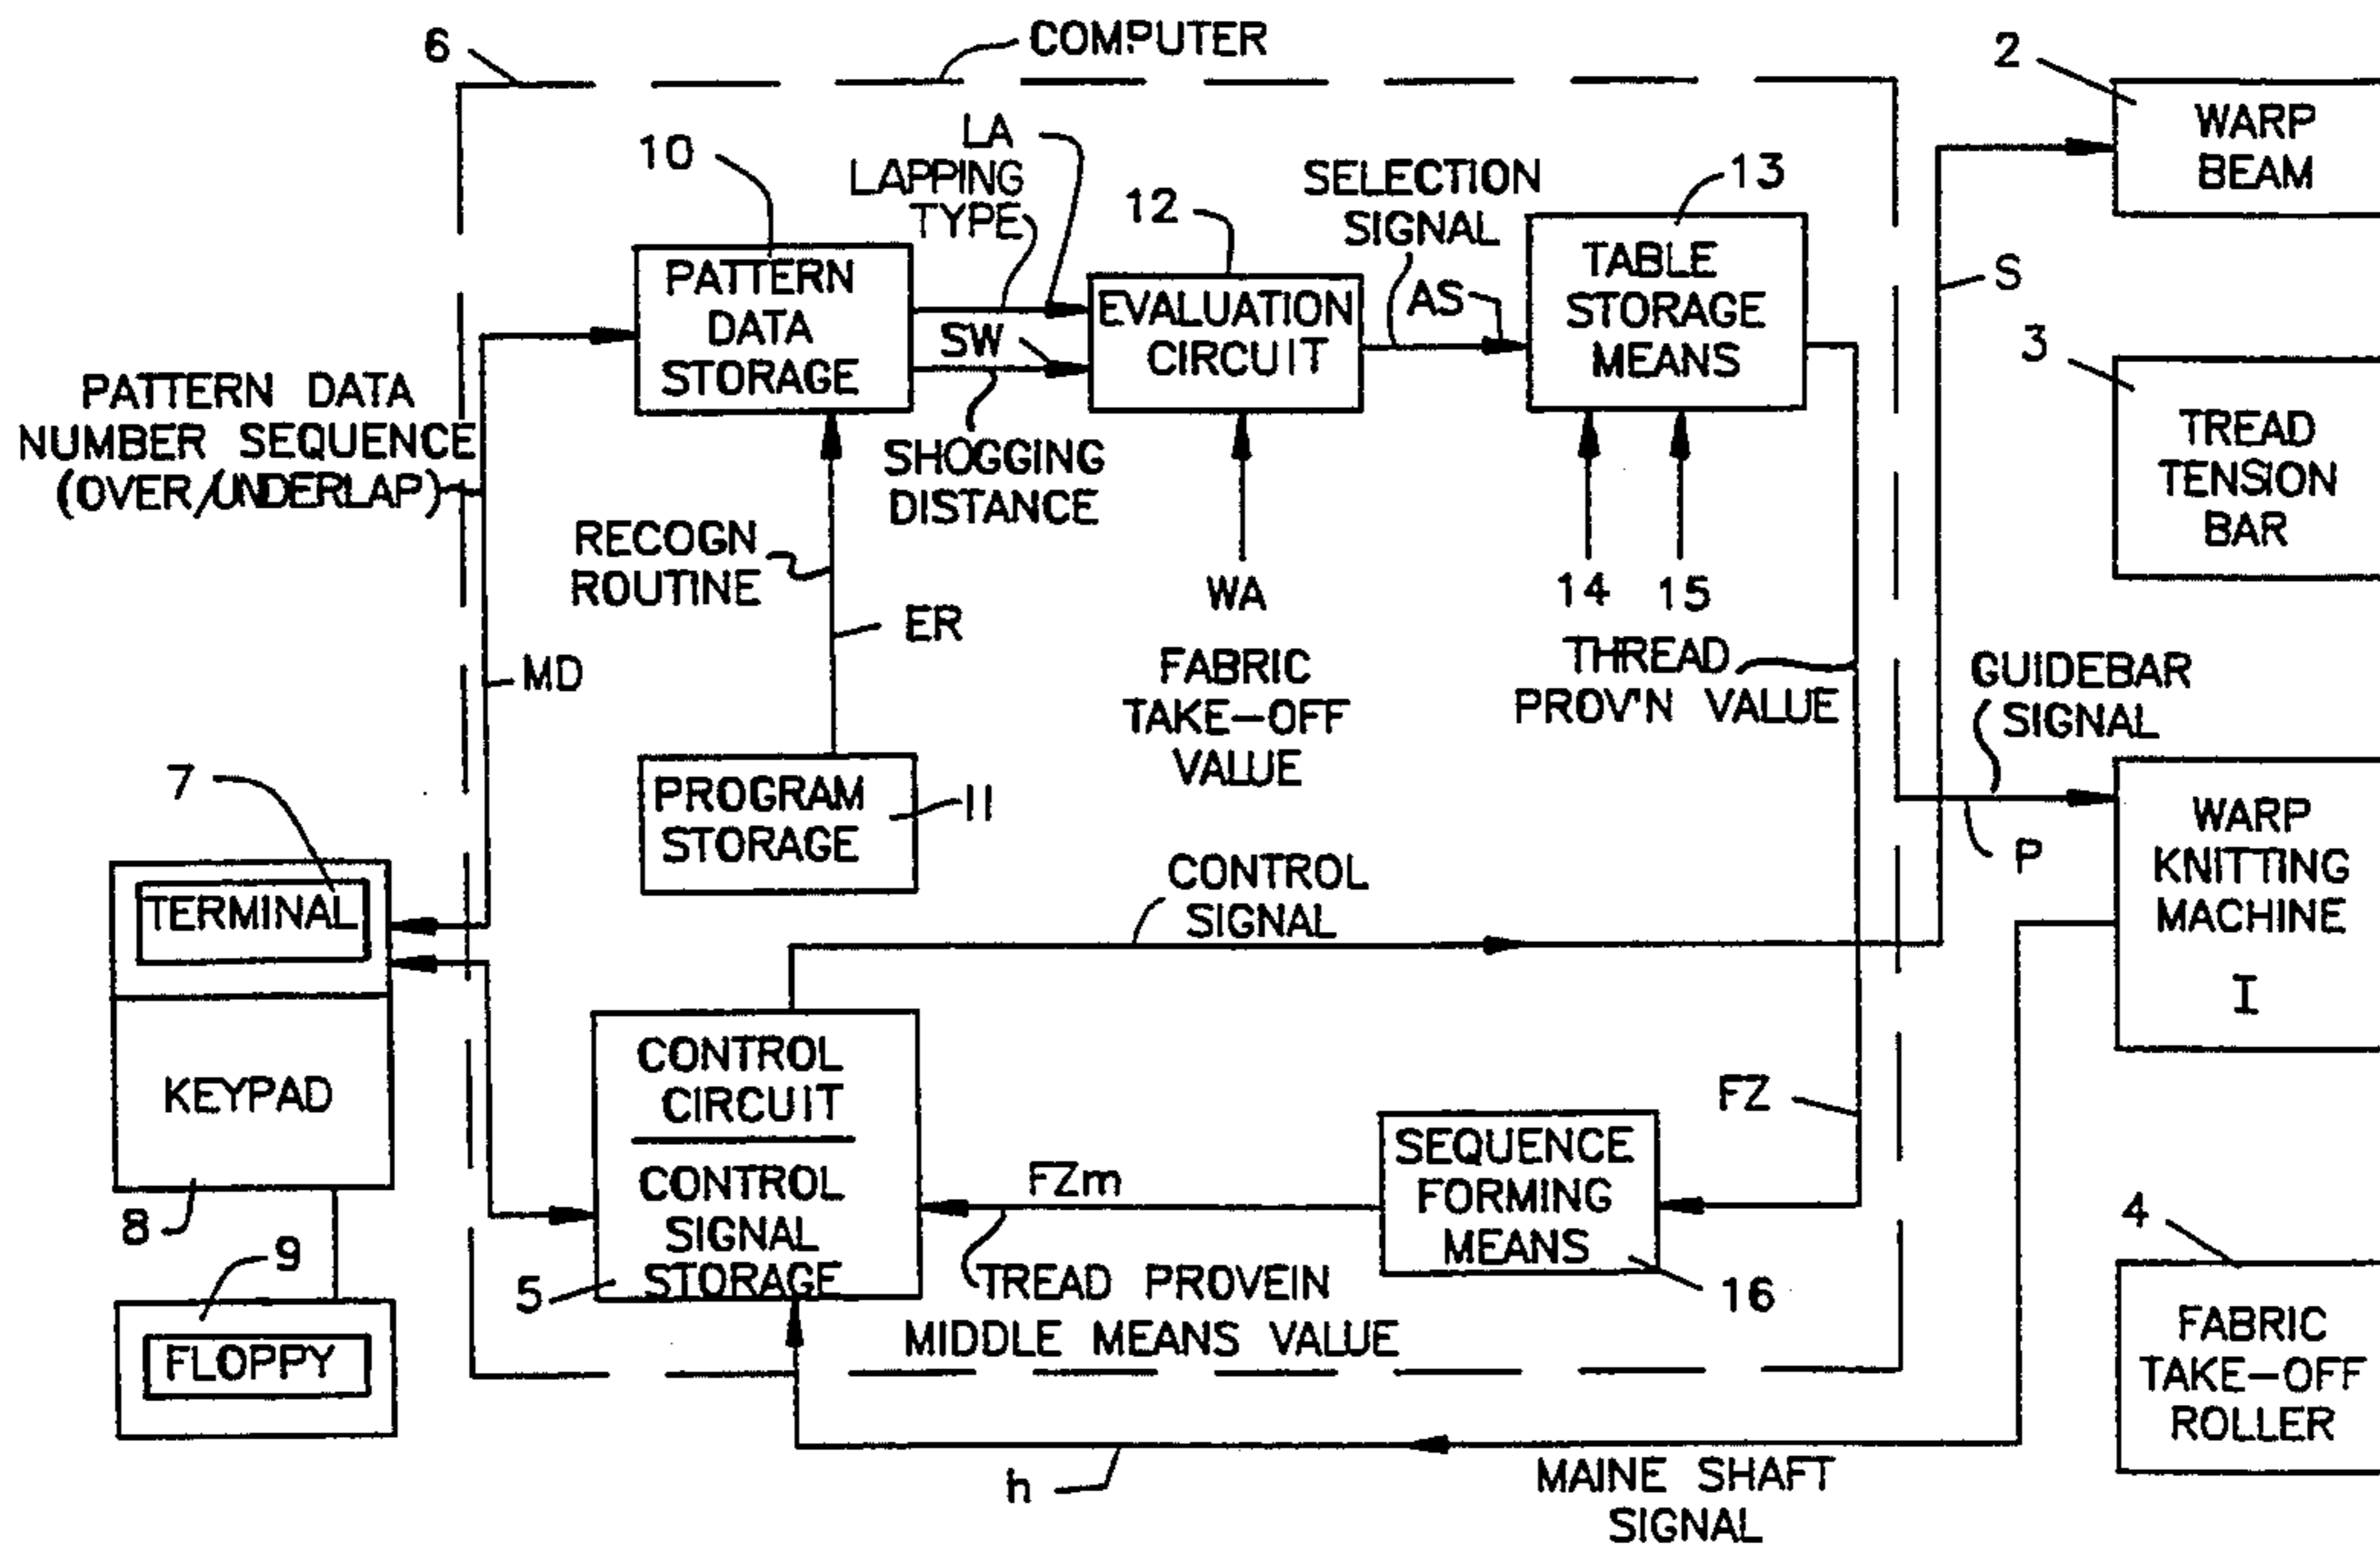 6
COMPUTER
2
WARP
BEAM
10
LA
LAPPING
TYPE
12
SELECTION
SIGNAL
13
PATTERN
DATA
STORAGE
SW
EVALUATION
CIRCUIT
AS
TABLE
STORAGE
MEANS
S
3
TREAD
TENSION
BAR
PATTERN DATA
NUMBER SEQUENCE
(OVER/UNDERLAP)
SHOGGING
DISTANCE
RECOGN
ROUTINE
ER
WA
FABRIC
TAKE-OFF
VALUE
14 15
THREAD
PROV'N VALUE
GUIDEBAR
SIGNAL
MD
7
PROGRAM
STORAGE
11
P
WARP
KNITTING
MACHINE
I
TERMINAL
CONTROL
SIGNAL
KEYPAD
8
9
FLOPPY
CONTROL
CIRCUIT
CONTROL
SIGNAL
STORAGE
5
FZm
TREAD PROVEIN
MIDDLE MEANS VALUE
SEQUENCE
FORMING
MEANS
16
FZ
4
FABRIC
TAKE-OFF
ROLLER
h
MAINE SHAFT
SIGNAL